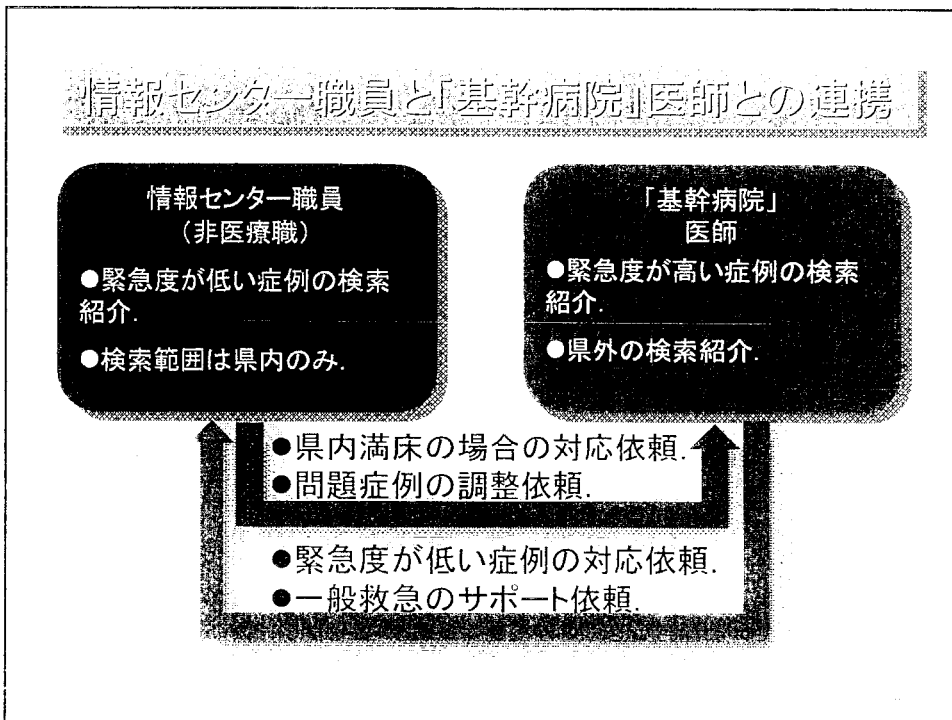 情報センター職員と「基幹病院」医師との連携
情報センター職員
（非医療職）
●緊急度が低い症例の検索
紹介.
●検索範囲は県内のみ.
「基幹病院」
医師
●緊急度が高い症例の検索
紹介.
●県外の検索紹介.
●県内満床の場合の対応依頼.
●問題症例の調整依頼.
●緊急度が低い症例の対応依頼.
●一般救急のサポート依頼.